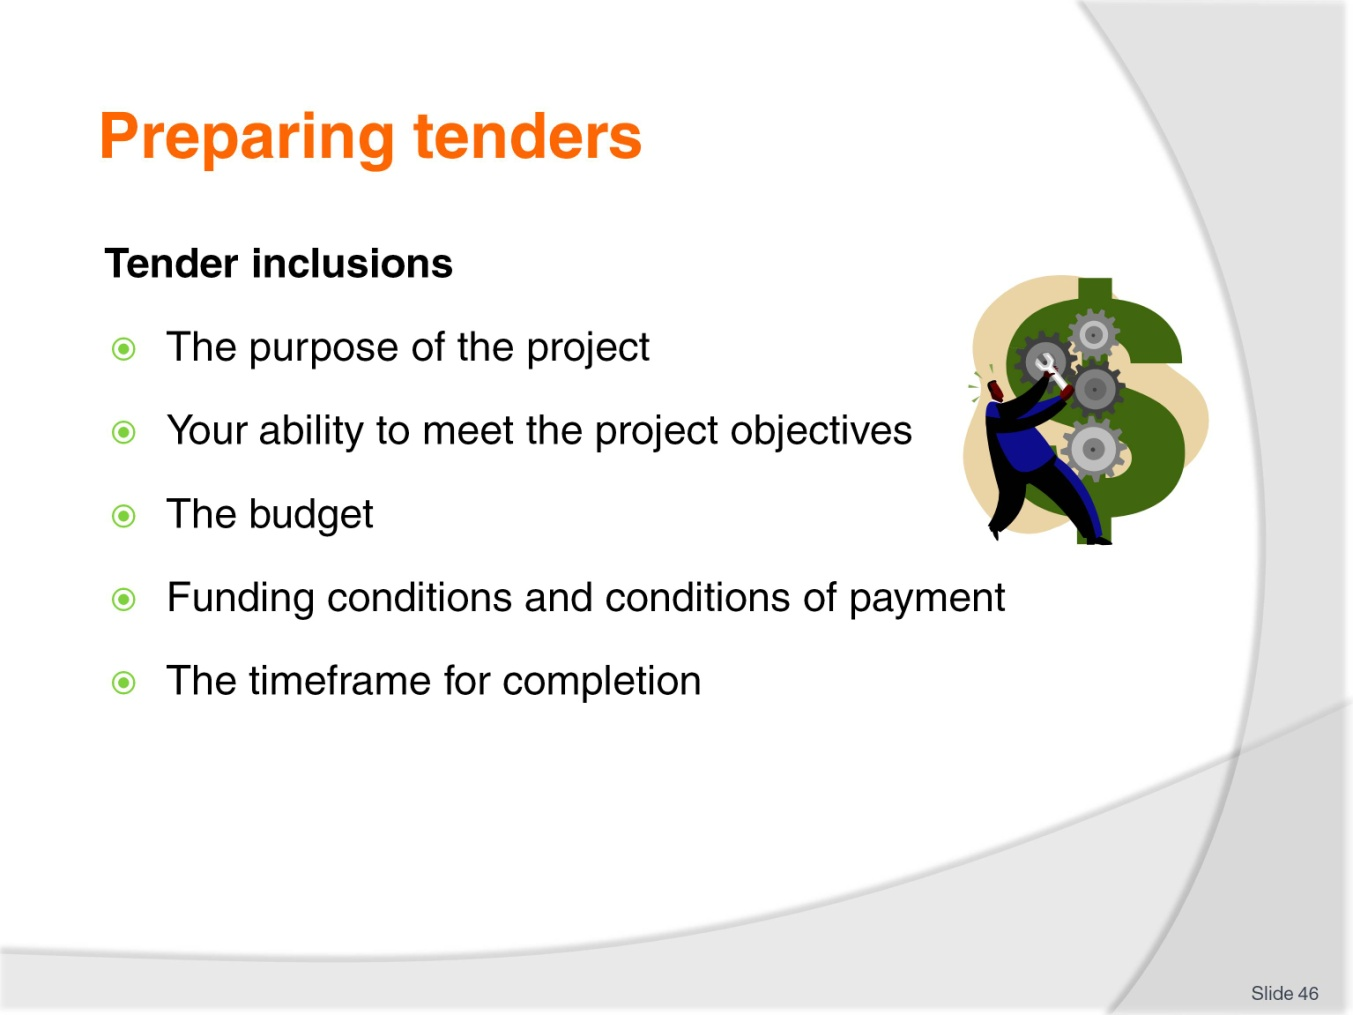 Preparing tenders
Tender inclusions
The purpose of the project
Your ability to meet the project objectives
The budget
Funding conditions and conditions of payment
The timeframe for completion
Slide 46